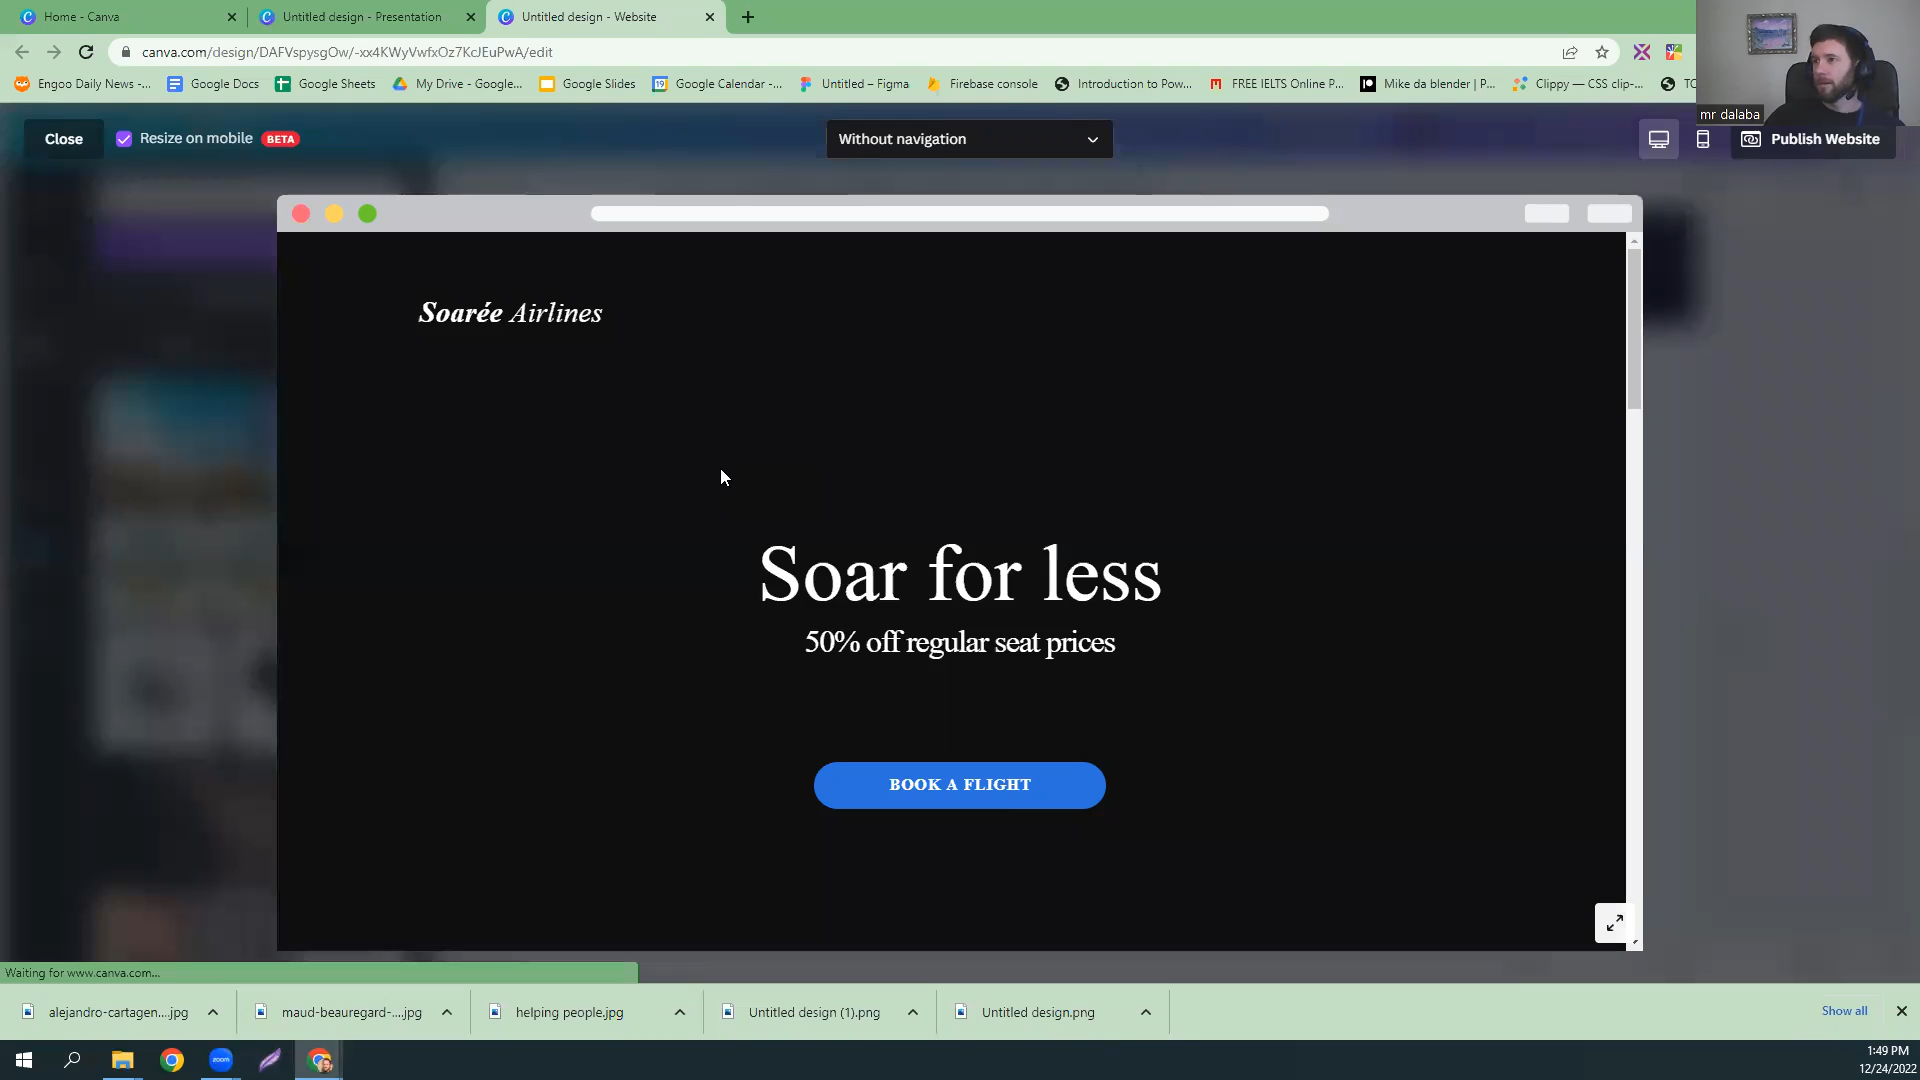 Home - Canva
Untitled design - Presentation
Untitled design - Website
canva.com/design/DAFVspysgOw/-xx4KWyVwfxOz7KcJEuPwA/edit
Engoo Daily News -...
Google Docs
Google Sheets
My Drive - Google...
Google Slides
Google Calendar -...
Untitled – Figma
Firebase console
Introduction to Pow...
FREE IELTS Online P...
Mike da blender | P...
Clippy — CSS clip-...
TC
mr dalaba
Close
Resize on mobile
BETA
Without navigation
Publish Website
Soarée Airlines
Soar for less
50% off regular seat prices
BOOK A FLIGHT
Waiting for www.canva.com...
alejandro-cartagen....jpg
maud-beauregard-....jpg
helping people.jpg
Untitled design (1).png
Untitled design.png
Show all
zoom
1:49 PM
12/24/2022